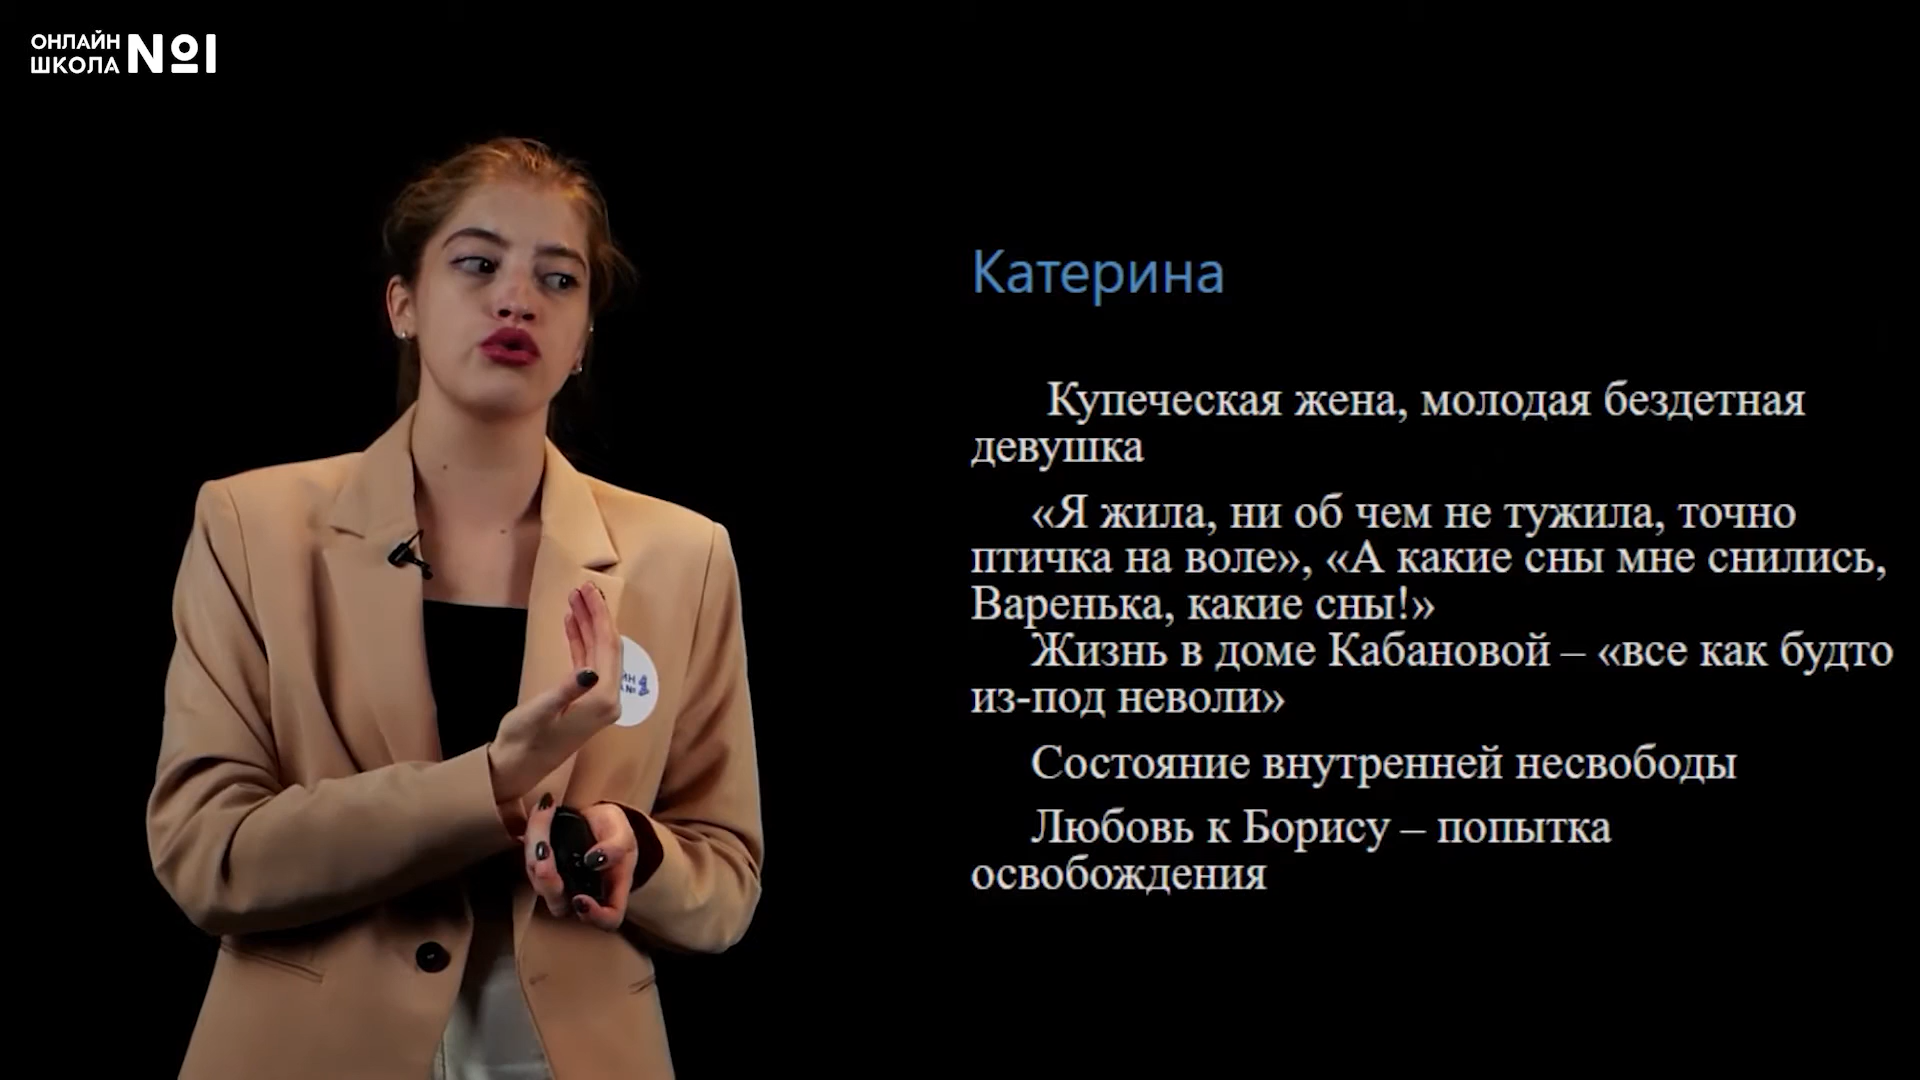 ОНЛАЙН
ШКОЛА №1
Катерина
Купеческая жена, молодая бездетная
девушка
«Я жила, ни об чем не тужила, точно
птичка на воле», «А какие сны мне снились,
Варенька, какие сны!»
Жизнь в доме Кабановой – «все как будто
из-под неволи»
Состояние внутренней несвободы
Любовь к Борису – попытка
освобождения